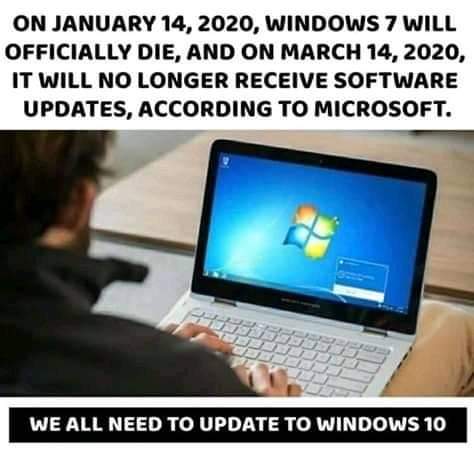 ON JANUARY 14, 2020, WINDOWS 7 WILL
OFFICIALLY DIE, AND ON MARCH 14, 2020,
IT WILL NO LONGER RECEIVE SOFTWARE
UPDATES, ACCORDING TO MICROSOFT.
WE ALL NEED TO UPDATE TO WINDOWS 10